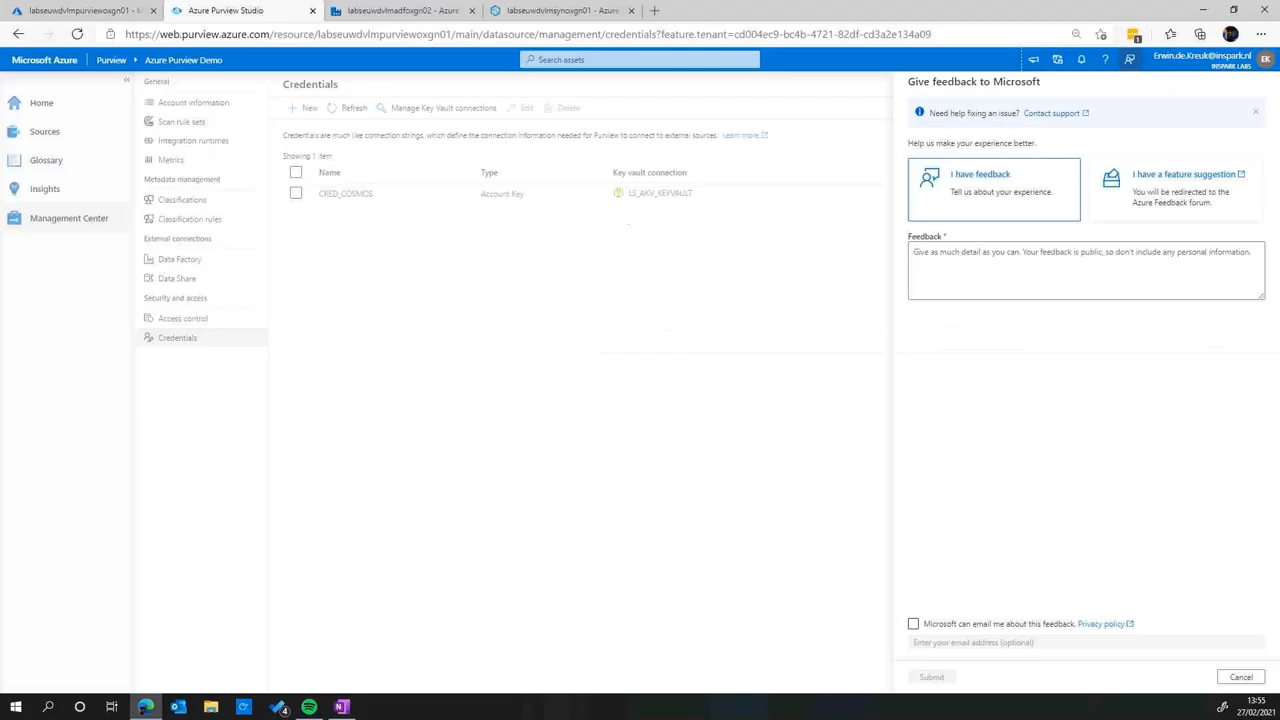 labseuwdvlmpurviewoxgn01 - M
Azure Purview Studio
labseuwdvlmadfoxgn02 - Azure
labseuwdvlmsynoxgn01 - Azure
https://web.purview.azure.com/resource/labseuwdvlmpurviewoxgn01/main/datasource/management/credentials?feature.tenant=cd004ec9-bc4b-4721-82df-cd3a2e134a09
Microsoft Azure
Purview
Azure Purview Demo
Search assets
Erwin.de.Kreuk@inspark.nl
INSPARK LABS
EK
Home
Sources
Glossary
Insights
Management Center
General
Account information
Scan rule sets
Integration runtimes
Metrics
Metadata management
Classifications
Classification rules
External connections
Data Factory
Data Share
Security and access
Access control
Credentials
Credentials
New
Refresh
Manage Key Vault connections
Edit
Delete
Credentials are much like connection strings, which define the connection information needed for Purview to connect to external sources. Learn more
Showing 1 item
Name Type Key vault connection
CRED_COSMOS Account Key LS_AKV_KEYVAULT
Give feedback to Microsoft
Need help fixing an issue? Contact support
Help us make your experience better.
I have feedback
Tell us about your experience.
I have a feature suggestion
You will be redirected to the
Azure Feedback forum.
Feedback *
Give as much detail as you can. Your feedback is public, so don't include any personal information.
Microsoft can email me about this feedback. Privacy policy
Enter your email address (optional)
Submit
Cancel
4
13:55
27/02/2021